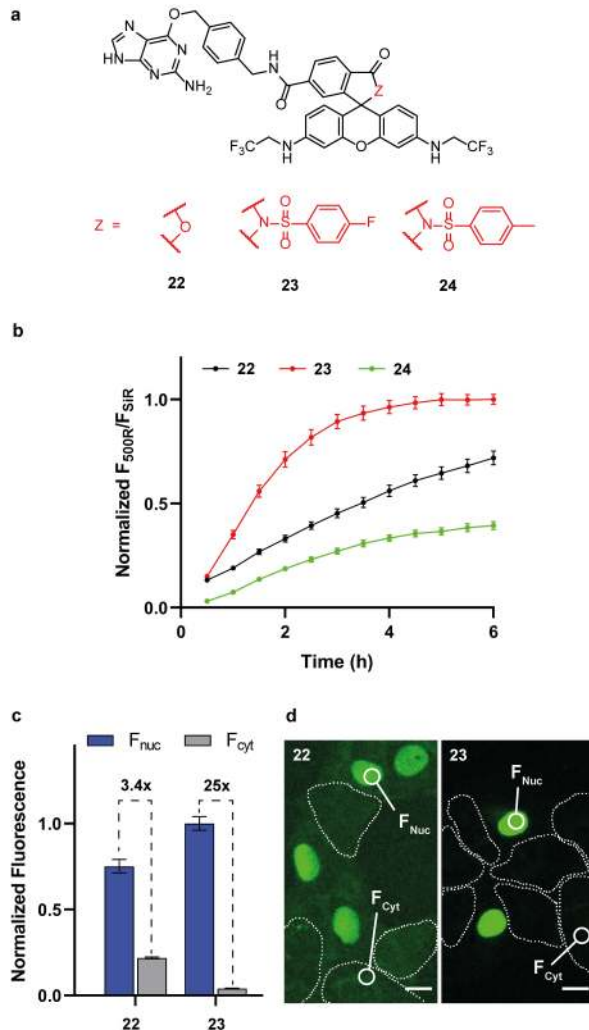 a
O
N
N
HN
N
N
NH2
H
N
O
O
Z
F3C
N
H
O
N
H
CF3
Z =
O
N
O
S
O
F
N
O
S
O
22
23
24
b
22
23
24
Normalized F500R/FSiR
1.0
0.5
0.0
0
2
4
6
Time (h)
c
Fnuc
Fcyt
3.4x
25x
Normalized Fluorescence
1.0
0.5
0.0
22
23
d
22
FNuc
FCyt
23
FNuc
FCyt